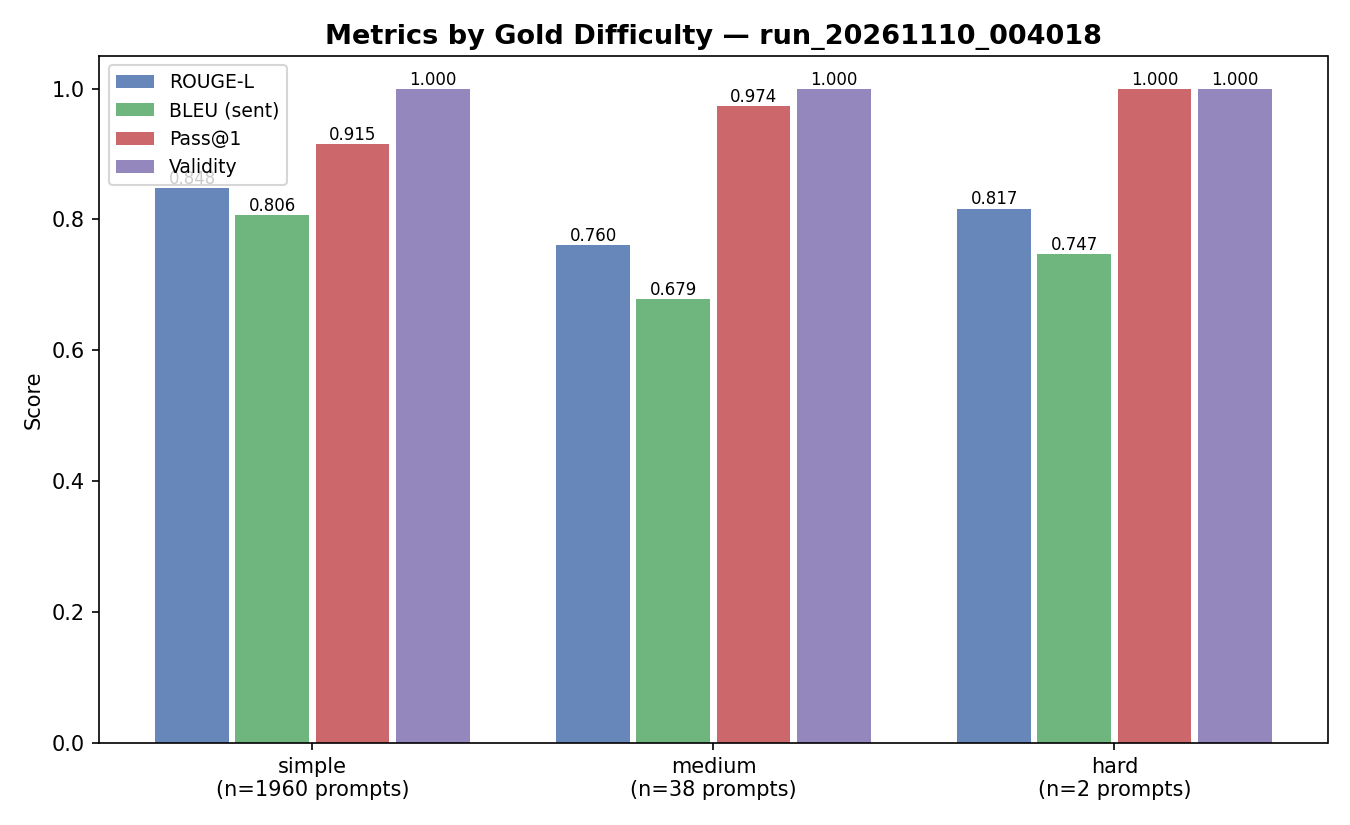 Metrics by Gold Difficulty — run_20261110_004018
ROUGE-L
BLEU (sent)
Pass@1
Validity
1.0
0.8
0.6
0.4
0.2
0.0
Score
0.848
0.806
0.915
1.000
0.760
0.679
0.974
1.000
0.817
0.747
1.000
1.000
simple
(n=1960 prompts)
medium
(n=38 prompts)
hard
(n=2 prompts)